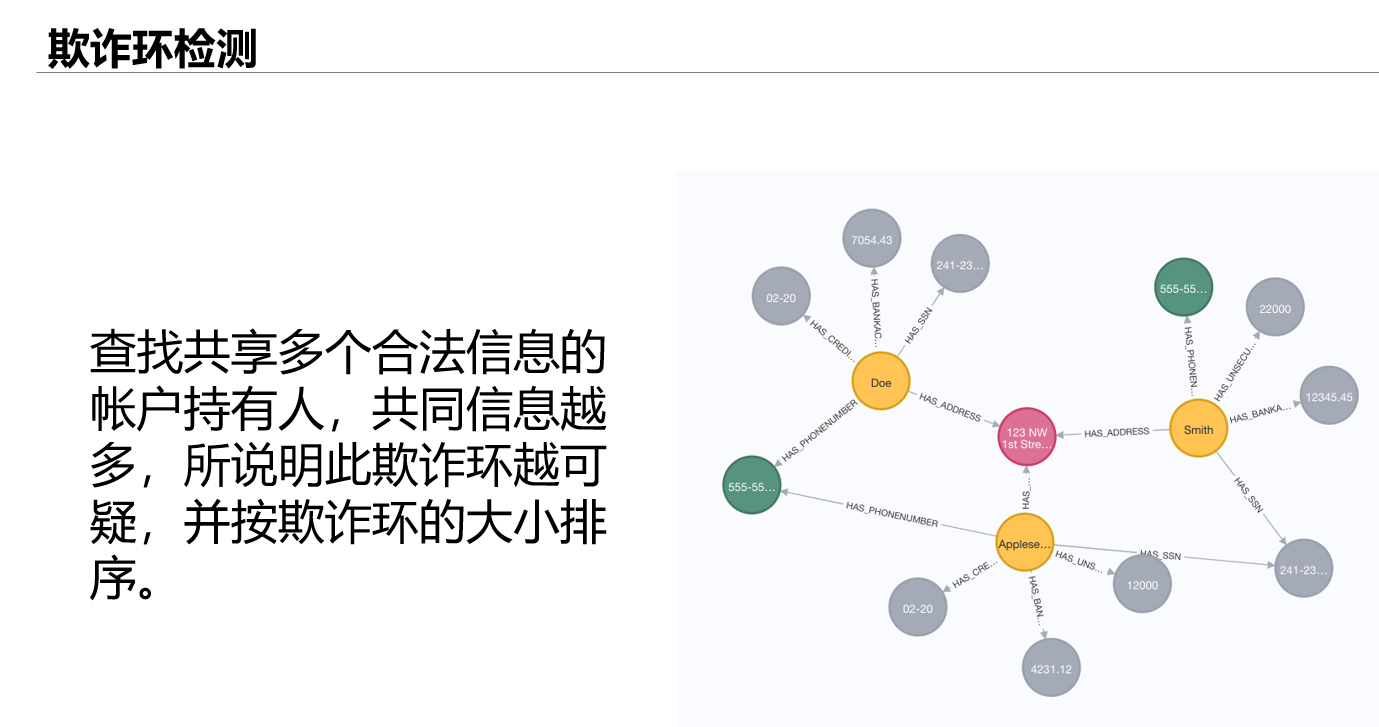 欺诈环检测
查找共享多个合法信息的
帐户持有人，共同信息越
多，所说明此欺诈环越可
疑，并按欺诈环的大小排
序。
7054.43
241-23…
02-20
HAS_BANKAC…
HAS_CREDI…
HAS_SSN
Doe
HAS_ADDRESS
HAS_PHONENUMBER
555-55…
22000
HAS_PHONEN…
HAS_UNSECU…
12345.45
HAS_BANKA…
Smith
123 NW
1st Stre…
HAS_ADDRESS
HAS_SSN
555-55…
HAS_…
HAS_PHONENUMBER
Applese…
HAS_SSN
241-23…
HAS_UNS…
12000
HAS_CRE…
HAS_BAN…
02-20
4231.12